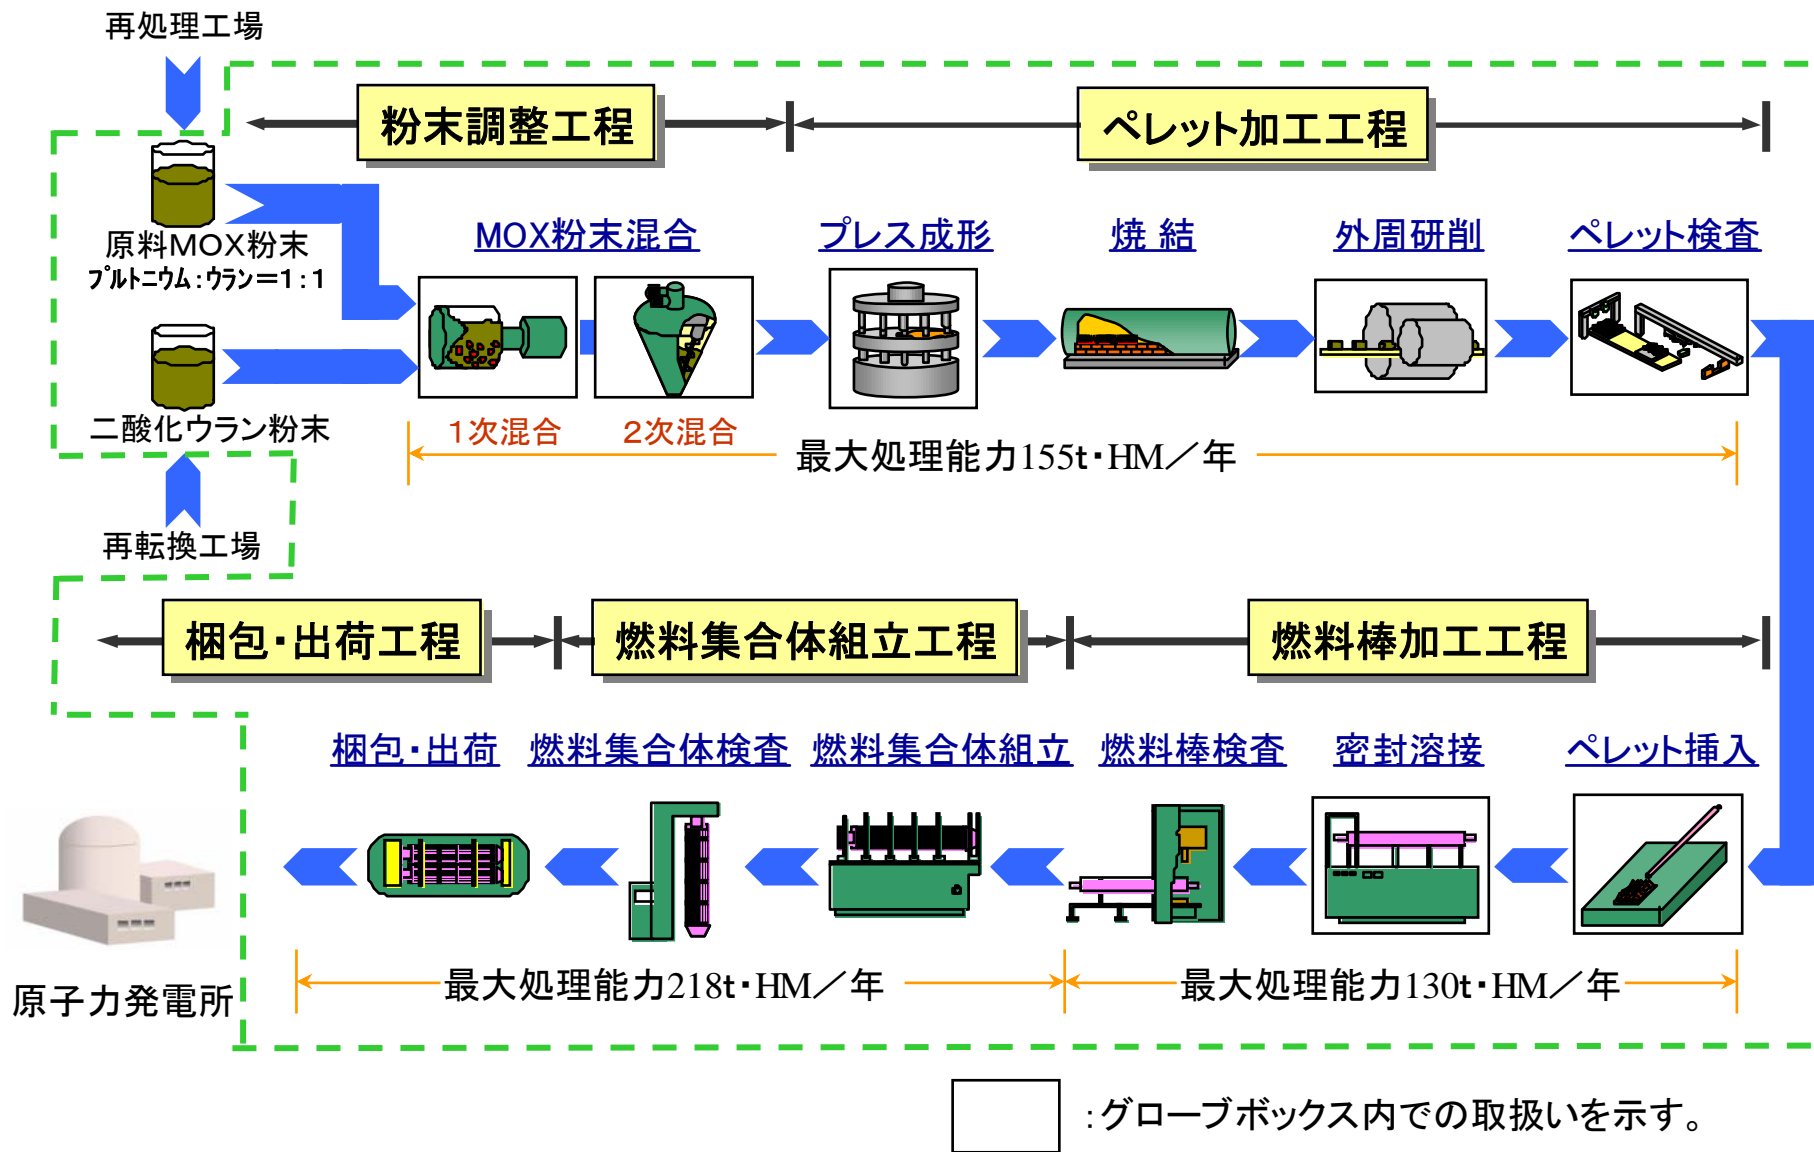 再処理工場
粉末調整工程
ペレット加工工程
原料MOX粉末
プルトニウム:ウラン=1:1
MOX粉末混合
プレス成形
焼 結
外周研削
ペレット検査
二酸化ウラン粉末
1次混合
2次混合
最大処理能力155t・HM/年
再転換工場
梱包・出荷工程
燃料集合体組立工程
燃料棒加工工程
梱包・出荷
燃料集合体検査
燃料集合体組立
燃料棒検査
密封溶接
ペレット挿入
原子力発電所
最大処理能力218t・HM/年
最大処理能力130t・HM/年
:グローブボックス内での取扱いを示す。